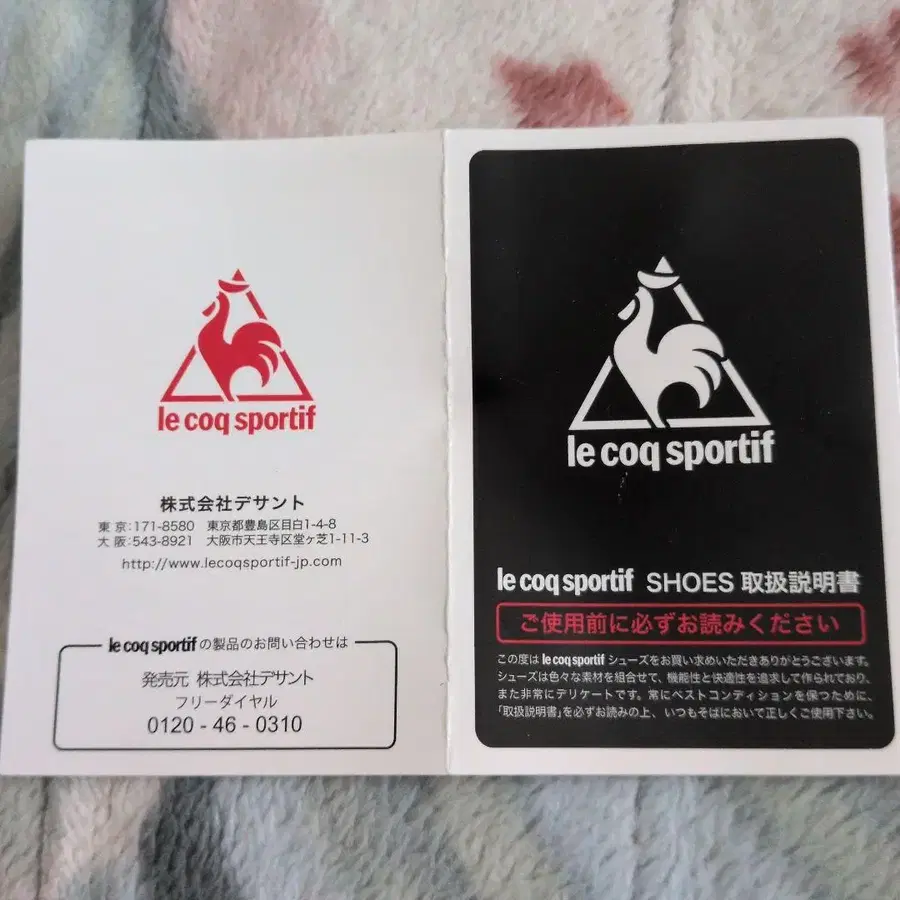 le coq sportif
株式会社デサント
東 京:171-8580 東京都豊島区目白1-4-8
大 阪:543-8921 大阪市天王寺区堂ヶ芝1-11-3
http://www.lecoqsportif-jp.com
le coq sportif の製品のお問い合わせは
発売元 株式会社デサント
フリーダイヤル
0120 - 46 - 0310
le coq sportif
le coq sportif SHOES 取扱説明書
ご使用前に必ずお読みください
この度は le coq sportif シューズをお買い求めいただきありがとうございます。
シューズは色々な素材を組合せて、機能性と快適性を追求して作られており、
また非常にデリケートです。常にベストコンディションを保つために、
「取扱説明書」を必ずお読みの上、いつもそばにおいて正しくご使用下さい。